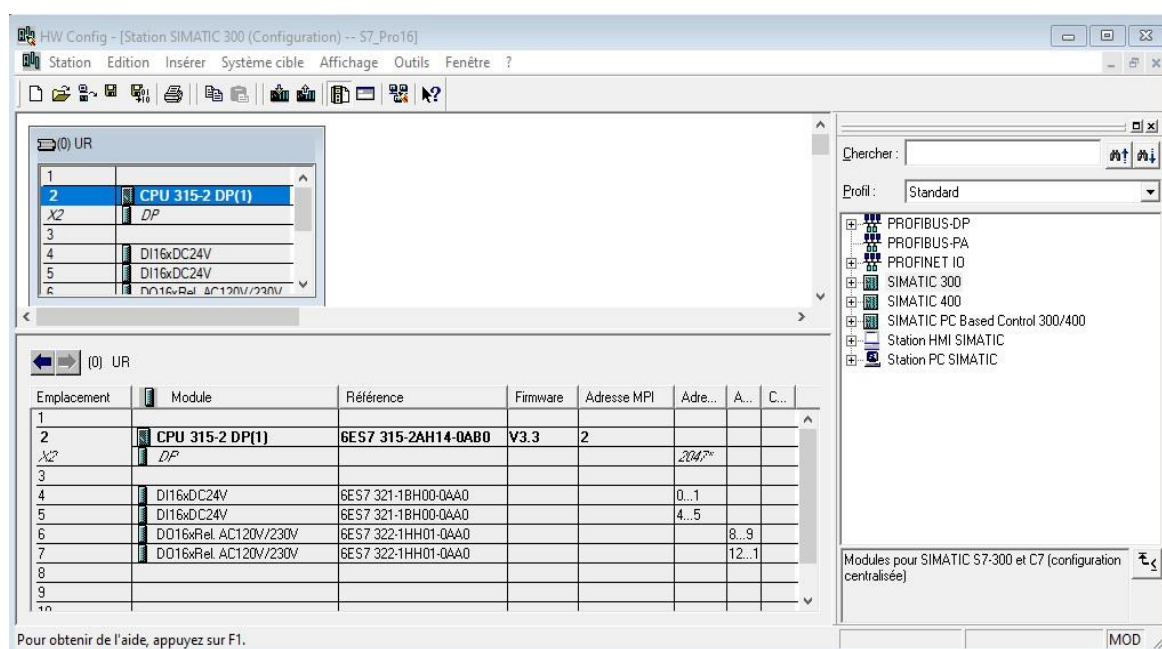 HW Config - [Station SIMATIC 300 (Configuration) -- S7_Pro16]
Station Edition Insérer Système cible Affichage Outils Fenêtre ?
(0) UR
1
2 CPU 315-2 DP(1)
X2 DP
3
4 DI16xDC24V
5 DI16xDC24V
6 DO16xRel. AC120V/230V
Chercher :
Profil : Standard
PROFIBUS-DP
PROFIBUS-PA
PROFINET IO
SIMATIC 300
SIMATIC 400
SIMATIC PC Based Control 300/400
Station HMI SIMATIC
Station PC SIMATIC
Modules pour SIMATIC S7-300 et C7 (configuration centralisée)
(0) UR
Emplacement Module Référence Firmware Adresse MPI Adre... A... C...
1
2 CPU 315-2 DP(1) 6ES7 315-2AH14-0AB0 V3.3 2
X2 DP 2047*
3
4 DI16xDC24V 6ES7 321-1BH00-0AA0 0...1
5 DI16xDC24V 6ES7 321-1BH00-0AA0 4...5
6 DO16xRel. AC120V/230V 6ES7 322-1HH01-0AA0 8...9
7 DO16xRel. AC120V/230V 6ES7 322-1HH01-0AA0 12...1
8
9
10
Pour obtenir de l'aide, appuyez sur F1.
MOD